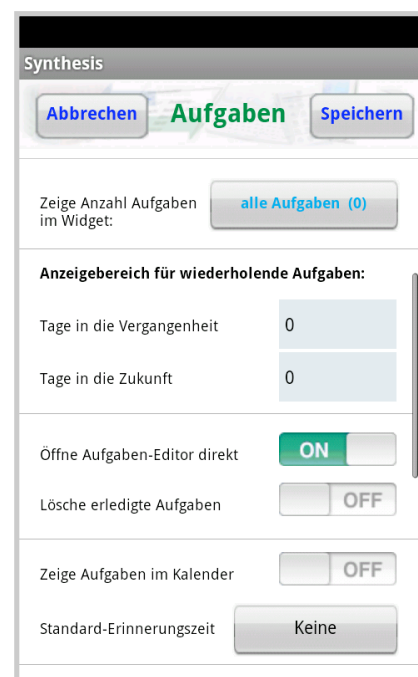 Synthesis
Abbrechen Aufgaben Speichern
Zeige Anzahl Aufgaben
im Widget:
alle Aufgaben (0)
Anzeigebereich für wiederholende Aufgaben:
Tage in die Vergangenheit 0
Tage in die Zukunft 0
Öffne Aufgaben-Editor direkt ON
Lösche erledigte Aufgaben OFF
Zeige Aufgaben im Kalender OFF
Standard-Erinnerungszeit Keine